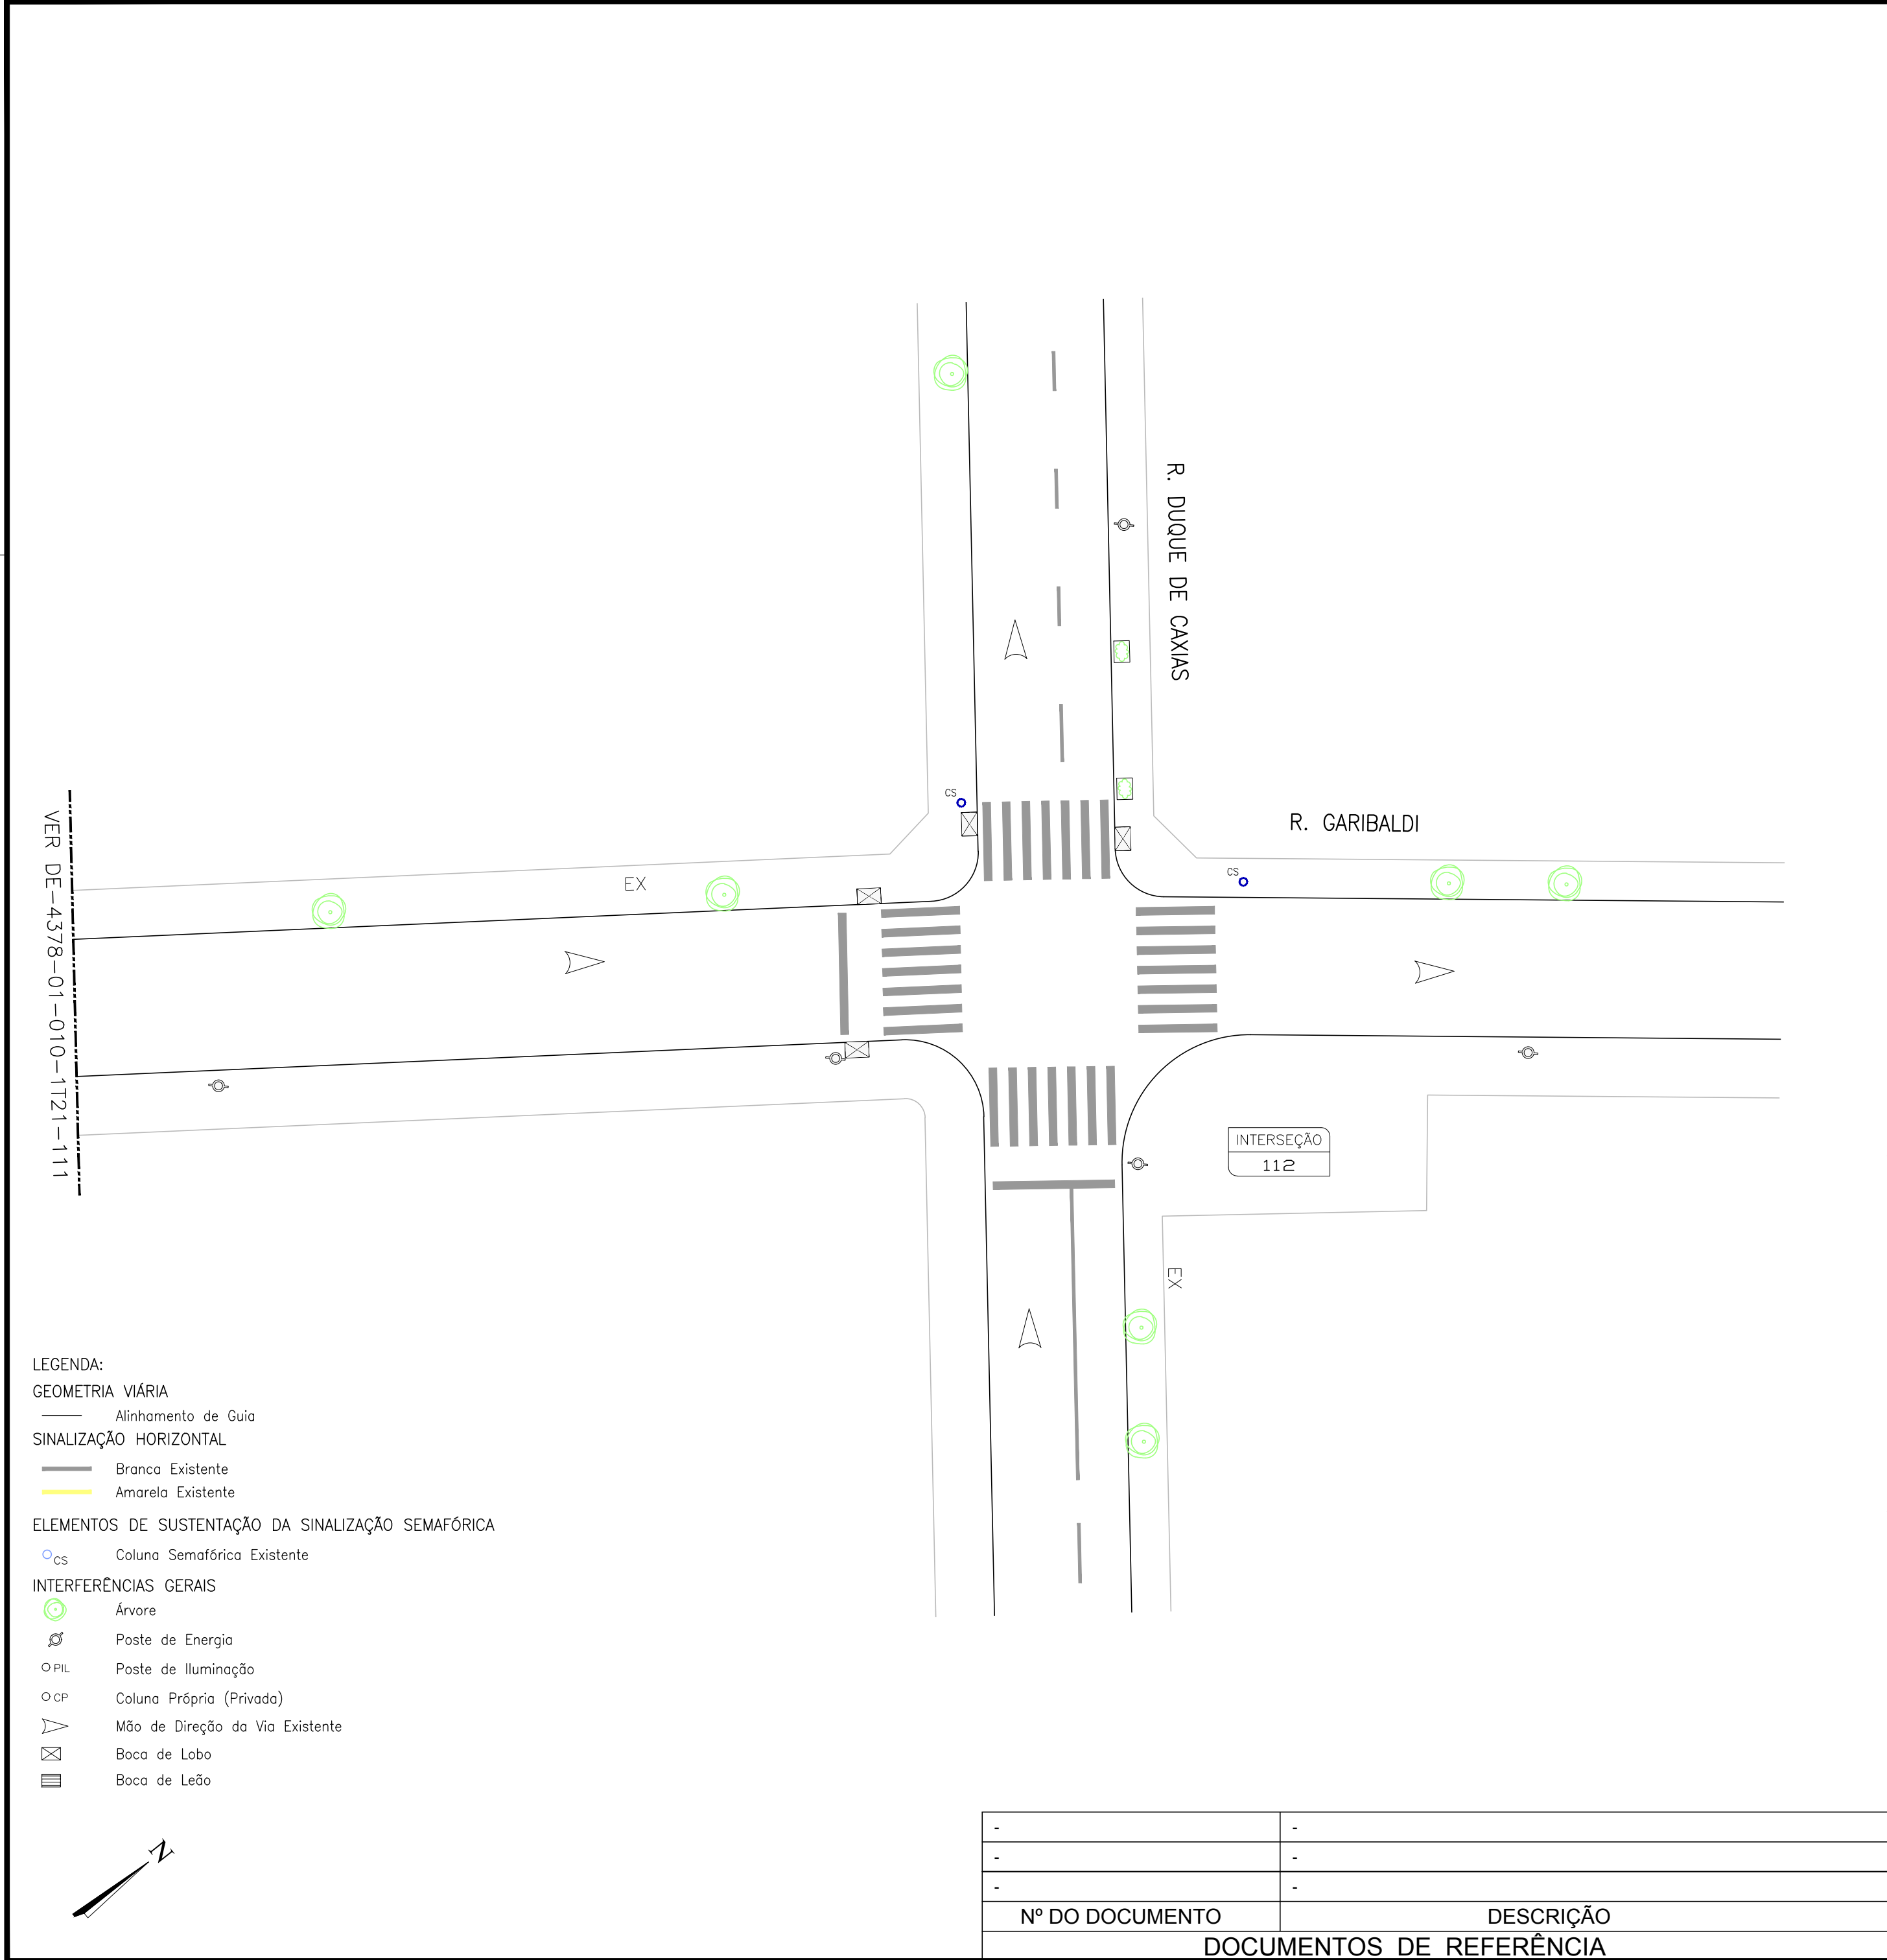 R. DUQUE DE CAXIAS
CS
R. GARIBALDI
CS
EX
VER DE-4378-01-010-1T21-111
INTERSEÇÃO
112
EX
LEGENDA:
GEOMETRIA VIÁRIA
Alinhamento de Guia
SINALIZAÇÃO HORIZONTAL
Branca Existente
Amarela Existente
ELEMENTOS DE SUSTENTAÇÃO DA SINALIZAÇÃO SEMAFÓRICA
CS Coluna Semafórica Existente
INTERFERÊNCIAS GERAIS
Árvore
Poste de Energia
PIL Poste de Iluminação
CP Coluna Própria (Privada)
Mão de Direção da Via Existente
Boca de Lobo
Boca de Leão
N
- -
- -
- -
Nº DO DOCUMENTO DESCRIÇÃO
DOCUMENTOS DE REFERÊNCIA